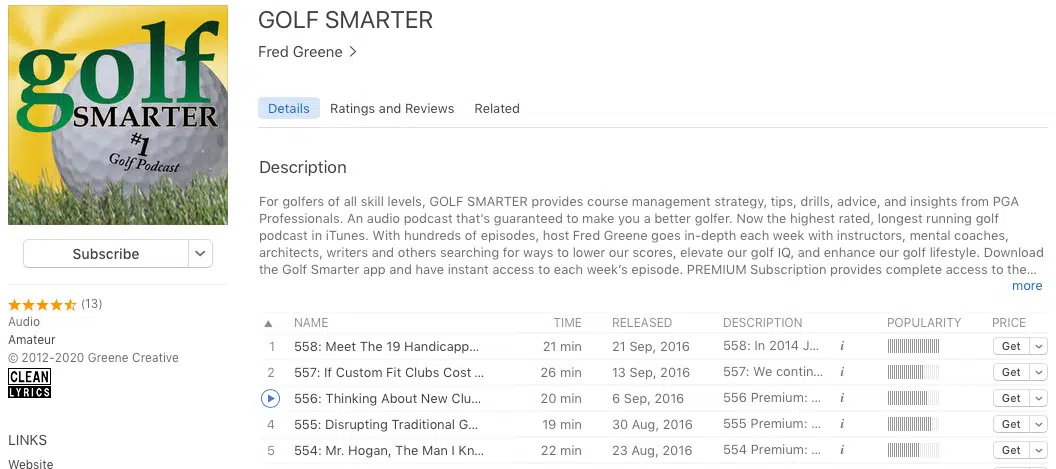 golf
SMARTER
#1
Golf Podcast
Subscribe
(13)
Audio
Amateur
© 2012-2020 Greene Creative
CLEAN
LYRICS
LINKS
Website
GOLF SMARTER
Fred Greene >
Details Ratings and Reviews Related
Description
For golfers of all skill levels, GOLF SMARTER provides course management strategy, tips, drills, advice, and insights from PGA
Professionals. An audio podcast that's guaranteed to make you a better golfer. Now the highest rated, longest running golf
podcast in iTunes. With hundreds of episodes, host Fred Greene goes in-depth each week with instructors, mental coaches,
architects, writers and others searching for ways to lower our scores, elevate our golf IQ, and enhance our golf lifestyle. Download
the Golf Smarter app and have instant access to each week's episode. PREMIUM Subscription provides complete access to the...
more
▲ NAME TIME RELEASED DESCRIPTION POPULARITY PRICE
1 558: Meet The 19 Handicapp... 21 min 21 Sep, 2016 558: In 2014 J... i Get
2 557: If Custom Fit Clubs Cost ... 26 min 13 Sep, 2016 557: We contin... i Get
556: Thinking About New Clu... 20 min 6 Sep, 2016 556 Premium: ... i Get
4 555: Disrupting Traditional G... 19 min 30 Aug, 2016 555 Premium: ... i Get
5 554: Mr. Hogan, The Man I Kn... 22 min 23 Aug, 2016 554 Premium: ... i Get